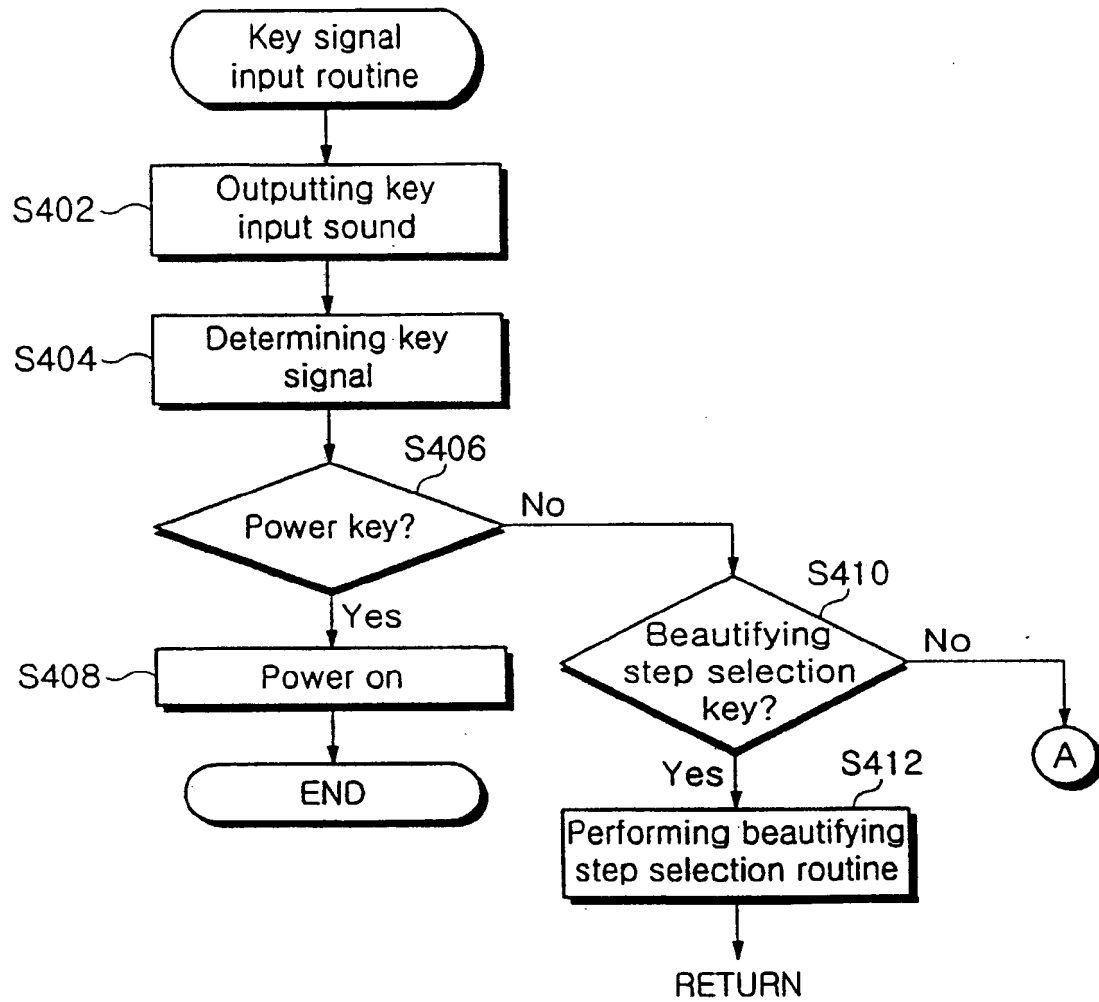 Key signal
input routine
S402
Outputting key
input sound
S404
Determining key
signal
S406
Power key?
No
Yes
S408
Power on
END
S410
Beautifying
step selection
key?
No
A
Yes
S412
Performing beautifying
step selection routine
RETURN